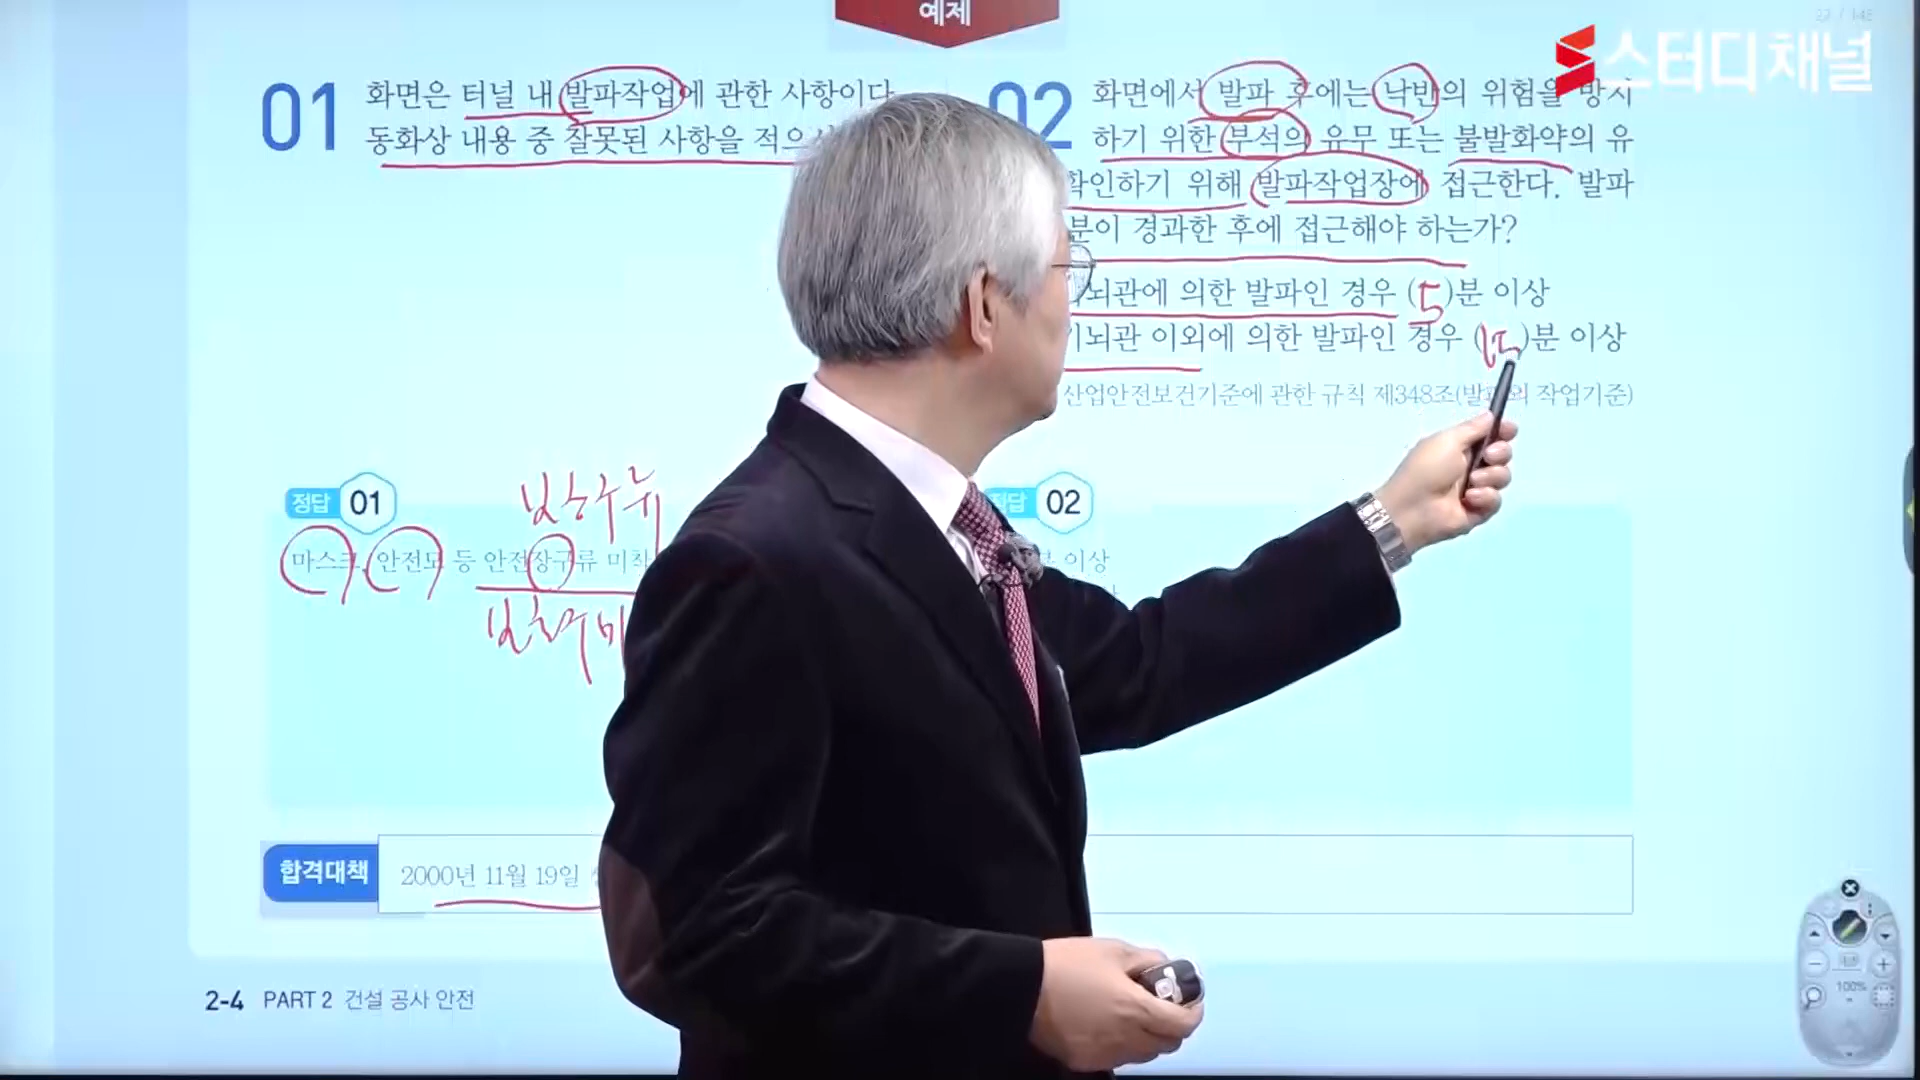 예제
스터디채널
01 화면은 터널 내 발파작업에 관한 사항이다
동화상 내용 중 잘못된 사항을 적으
02 화면에서 발파 후에는 낙반의 위험을 방지
하기 위한 부석의 유무 또는 불발화약의 유
확인하기 위해 발파작업장에 접근한다. 발파
분이 경과한 후에 접근해야 하는가?
뇌관에 의한 발파인 경우 (5)분 이상
기뇌관 이외에 의한 발파인 경우 (15)분 이상
산업안전보건기준에 관한 규칙 제348조(발파의 작업기준)
정답 01
마스크, 안전모 등 안전장구류 미착
정답 02
분 이상
합격대책 2000년 11월 19일
2-4 PART 2 건설 공사 안전
100%